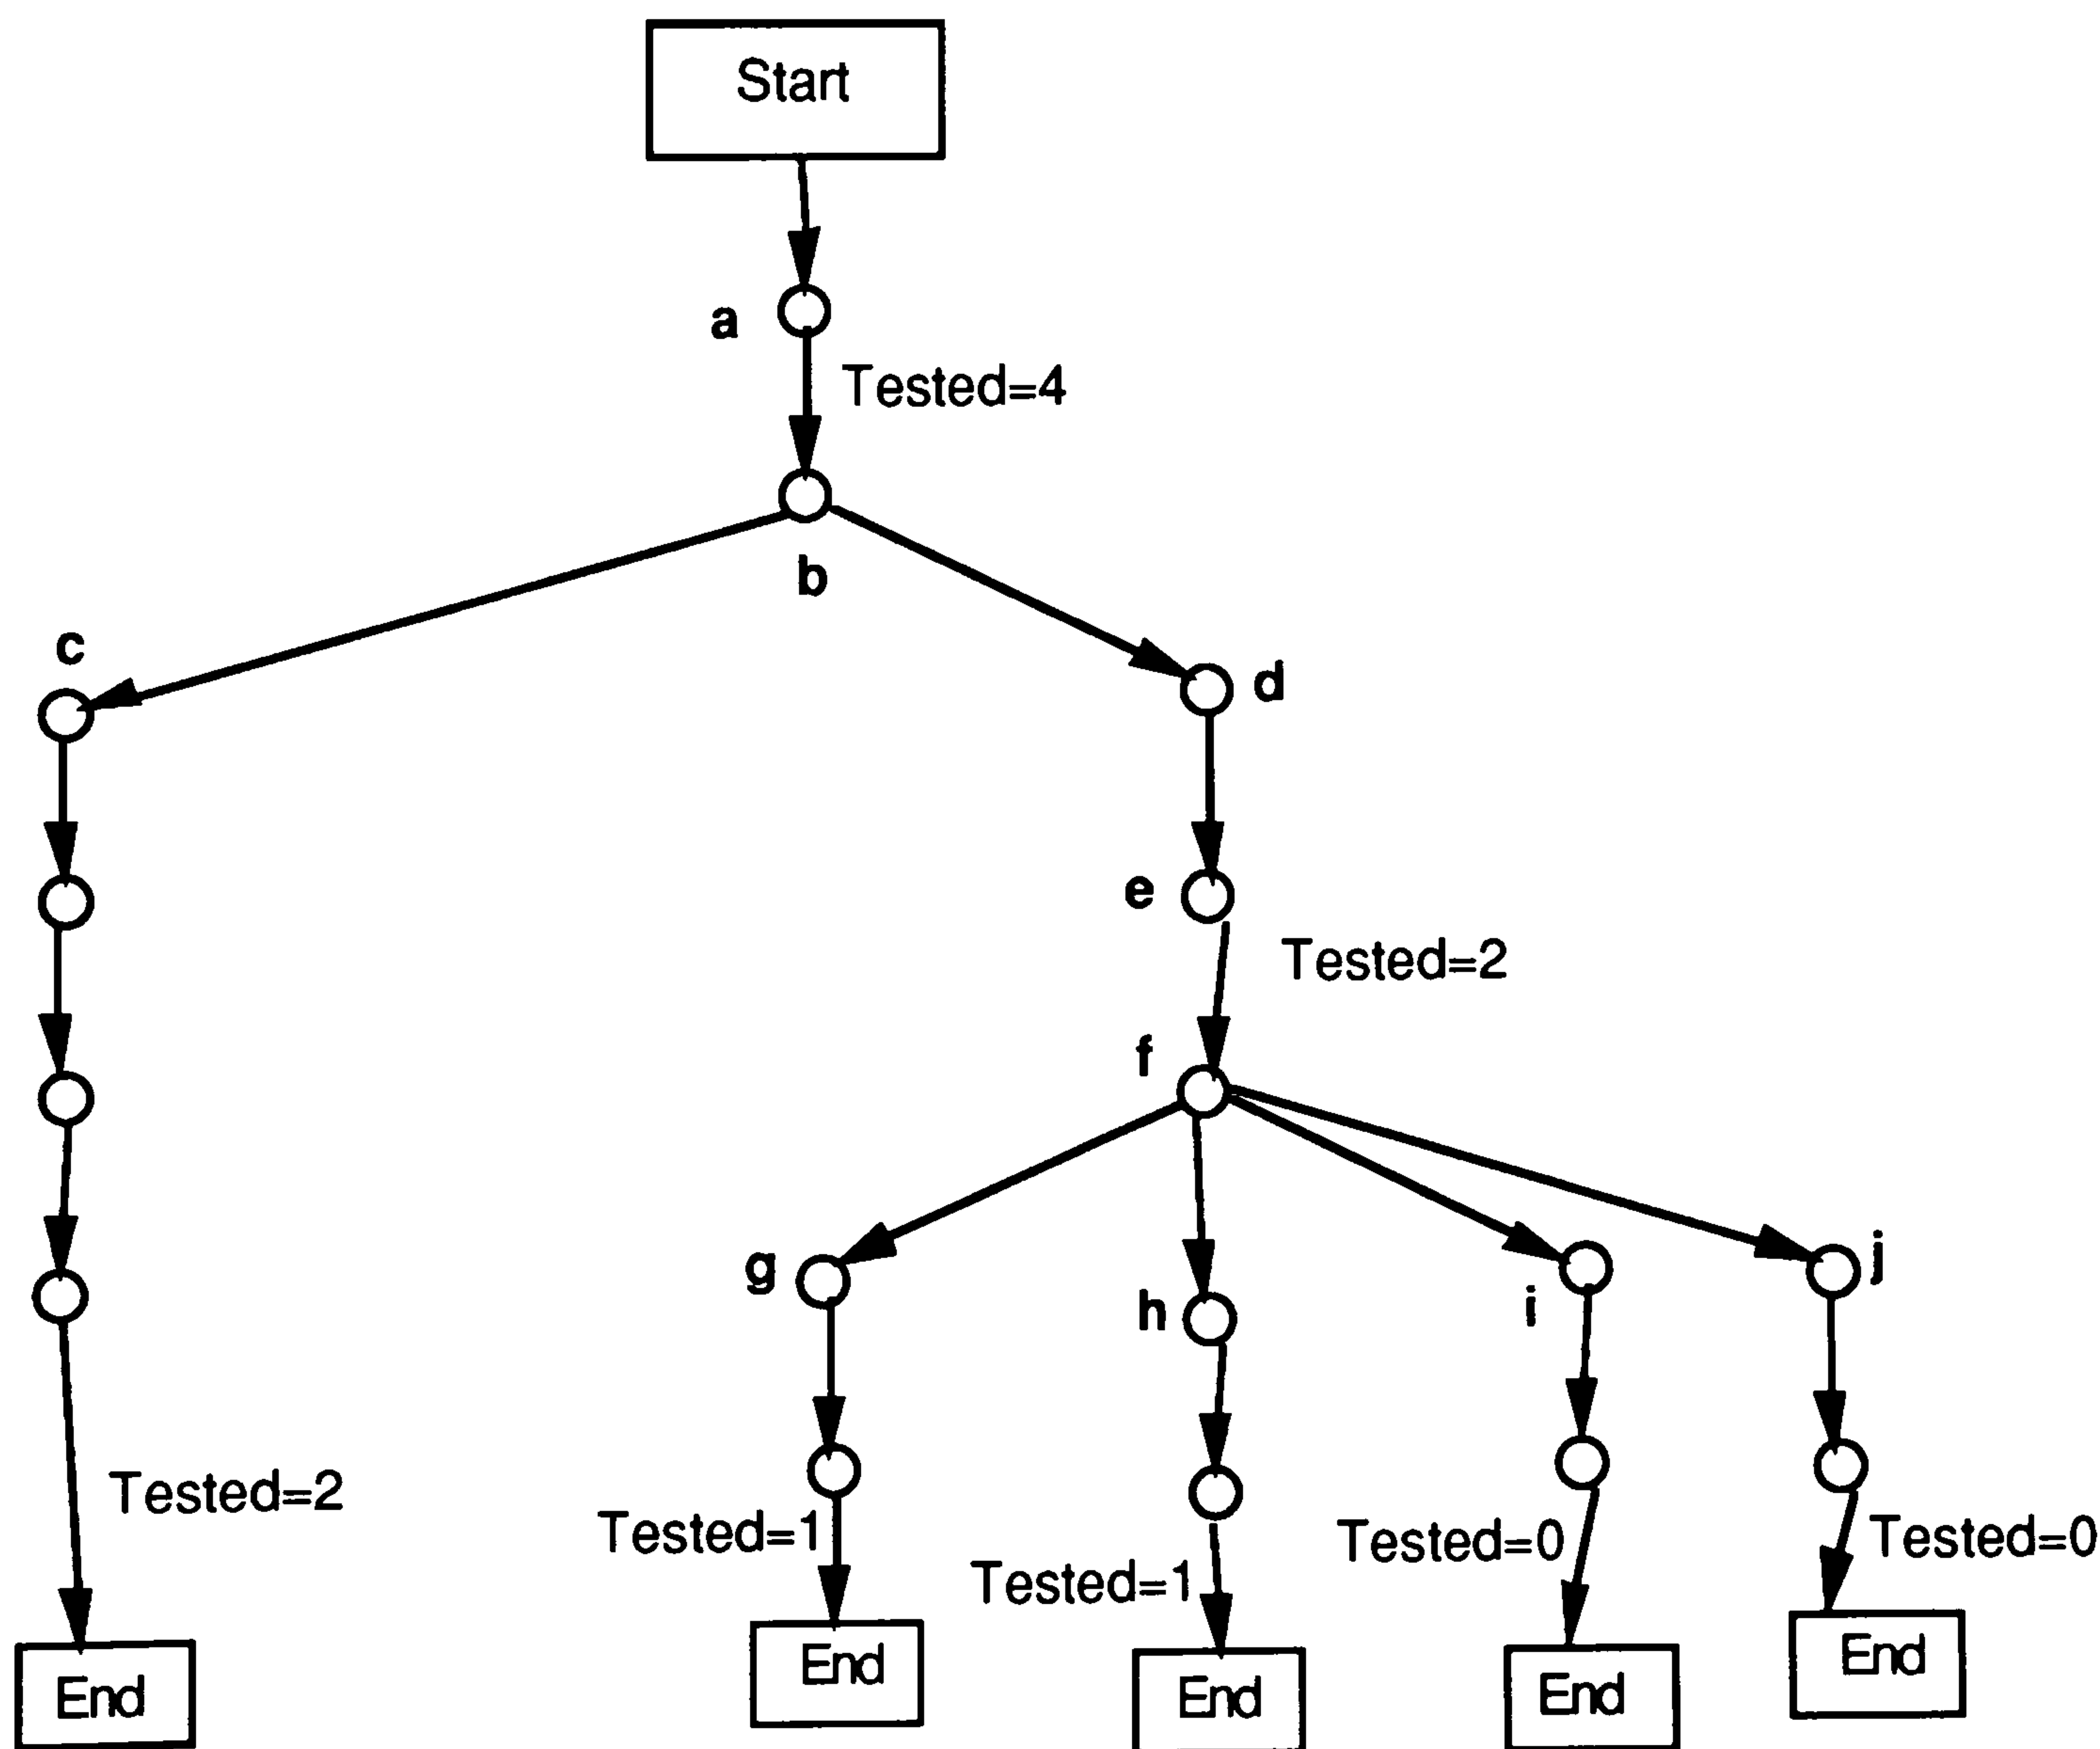 Start
a
Tested=4
b
c
d
e
Tested=2
f
g
h
i
j
Tested=2
Tested=1
Tested=1
Tested=0
Tested=0
End
End
End
End
End